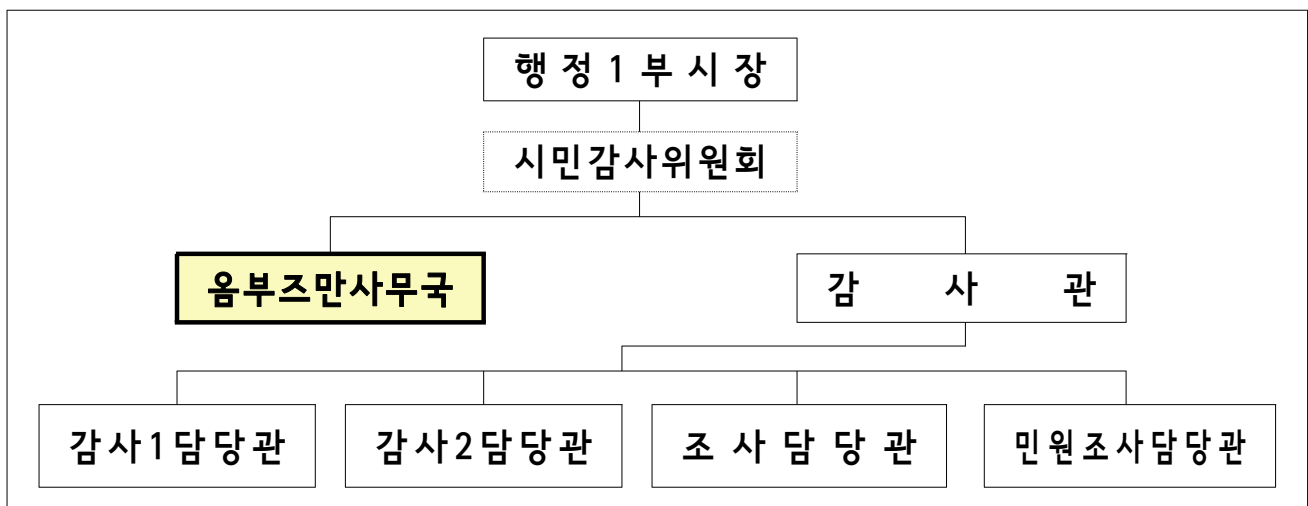 행정1부시장
시민감사위원회
옴부즈만사무국
감사관
감사1담당관
감사2담당관
조사담당관
민원조사담당관